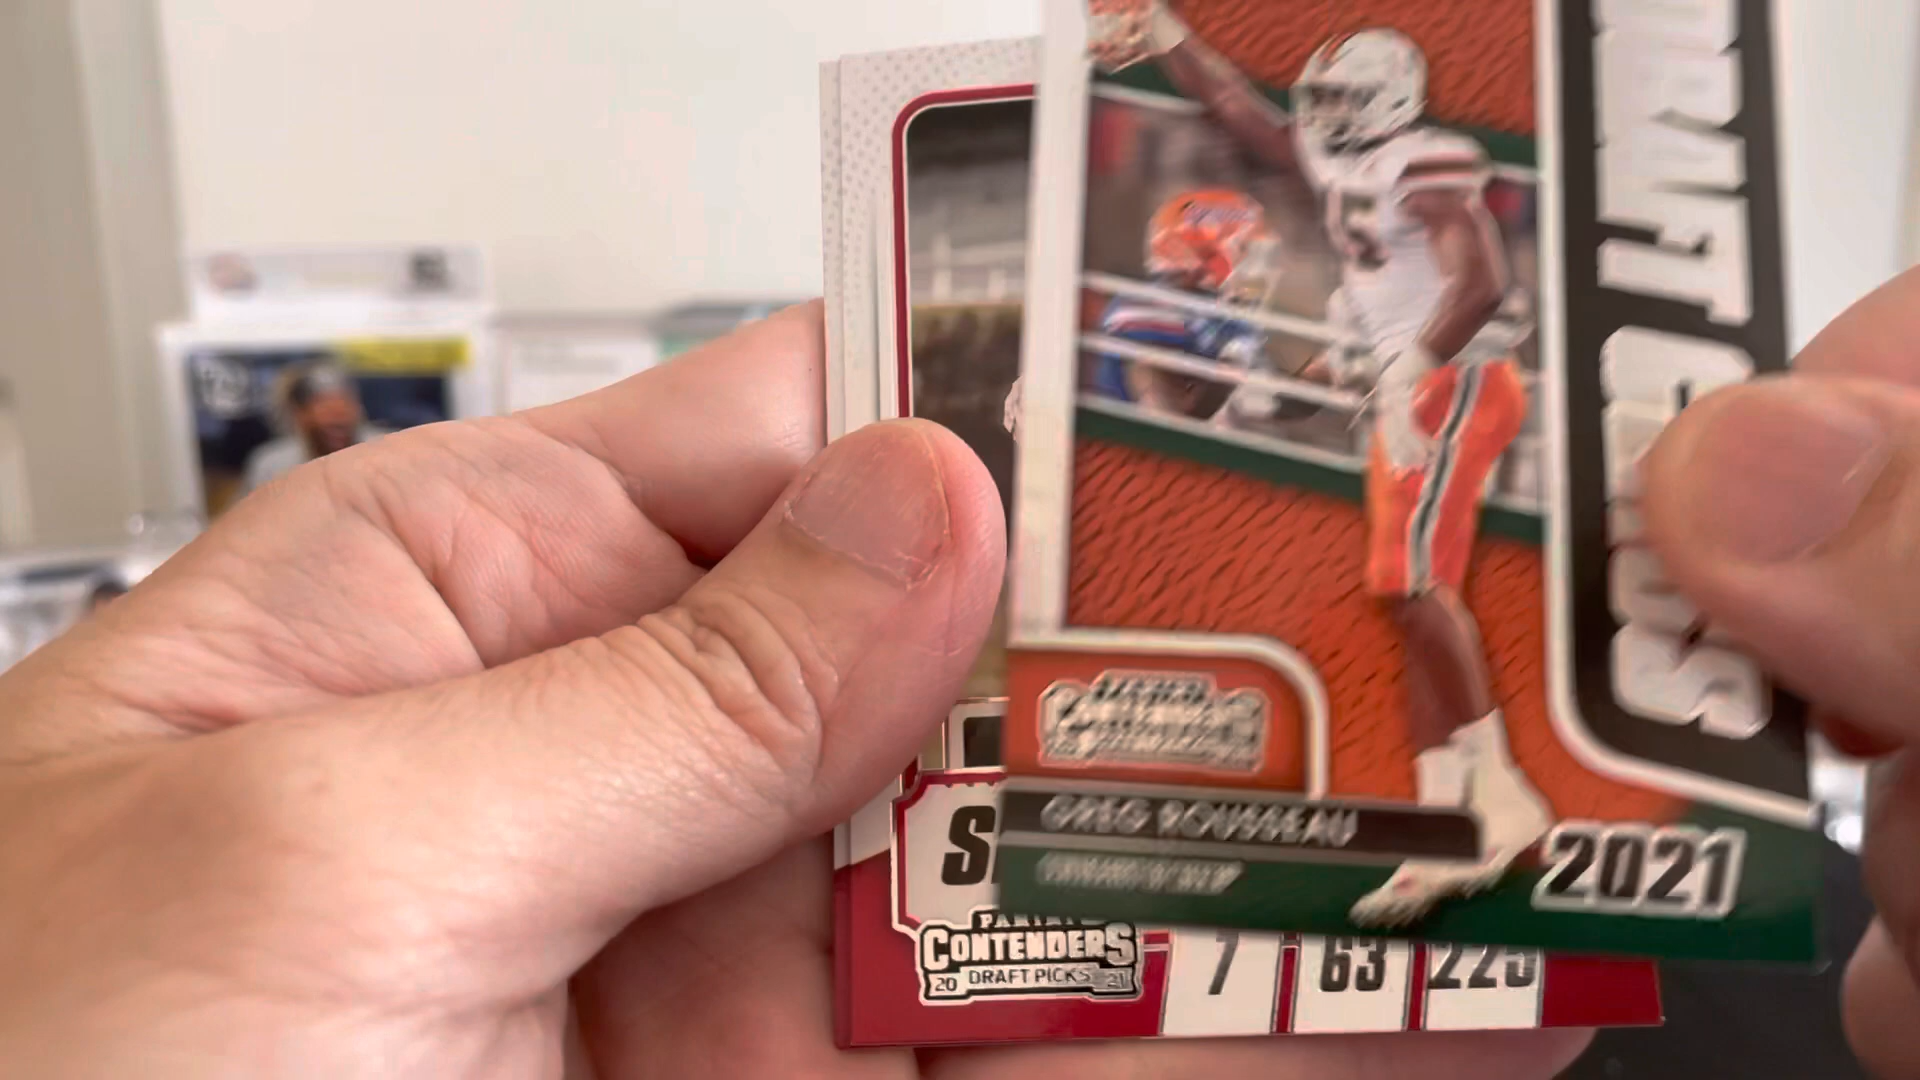 DRAFT CLASS
GREG ROUSSEAU
2021
S
PANINI
CONTENDERS
20 DRAFT PICKS 21
7 63 225